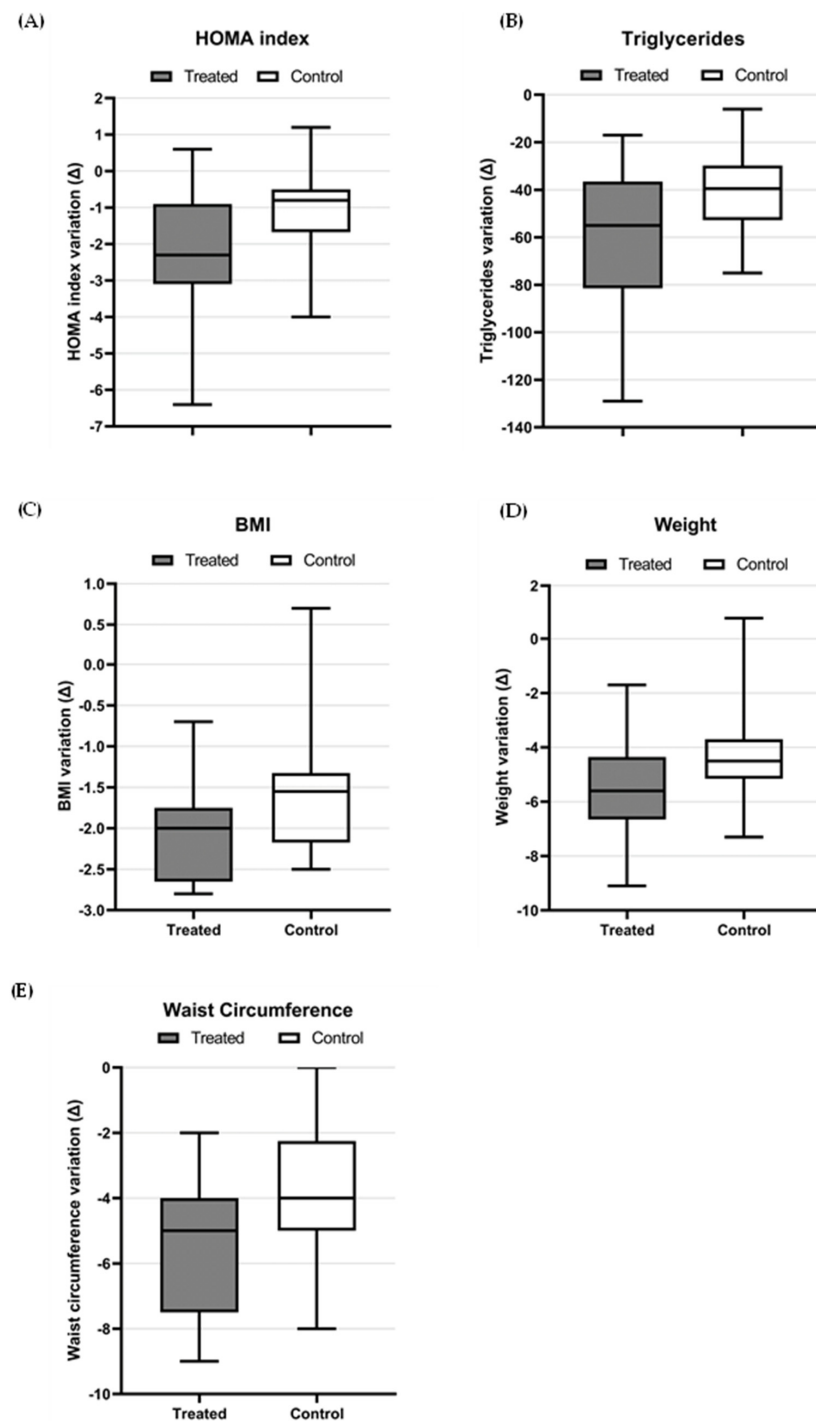 (A)
HOMA index
Treated Control
HOMA index variation (Δ)
2
1
0
-1
-2
-3
-4
-5
-6
-7
(B)
Triglycerides
Treated Control
Triglycerides variation (Δ)
0
-20
-40
-60
-80
-100
-120
-140
(C)
BMI
Treated Control
BMI variation (Δ)
1.0
0.5
0.0
-0.5
-1.0
-1.5
-2.0
-2.5
-3.0
Treated Control
(D)
Weight
Treated Control
Weight variation (Δ)
2
0
-2
-4
-6
-8
-10
Treated Control
(E)
Waist Circumference
Treated Control
Waist circumference variation (Δ)
0
-2
-4
-6
-8
-10
Treated Control